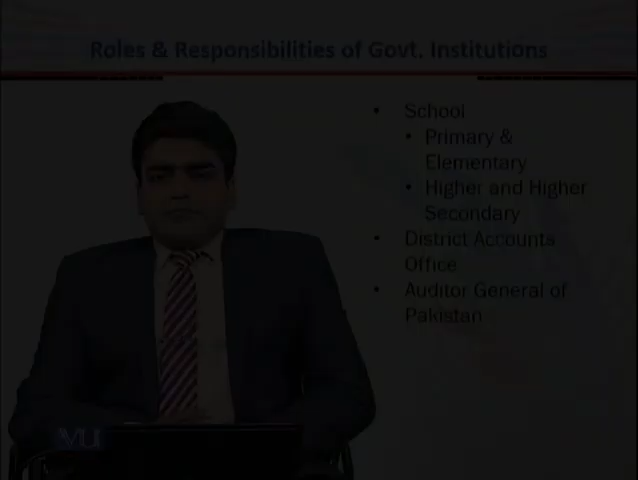 Roles & Responsibilities of Govt. Institutions
• School
• Primary &
Elementary
• Higher and Higher
Secondary
• District Accounts
Office
• Auditor General of
Pakistan
VU